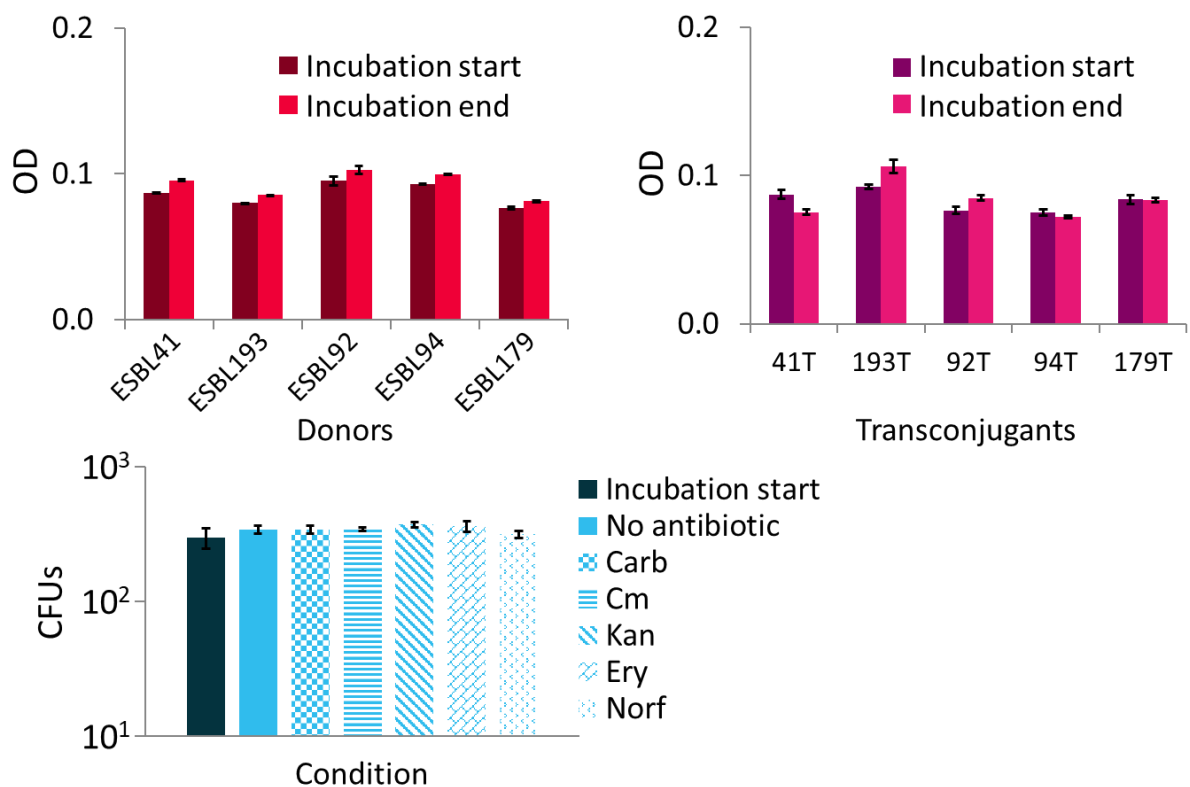 0.2
Incubation start
Incubation end
OD
0.1
0.0
ESBL41
ESBL193
ESBL92
ESBL94
ESBL179
Donors
0.2
Incubation start
Incubation end
OD
0.1
0.0
41T
193T
92T
94T
179T
Transconjugants
10³
10²
10¹
CFUs
Condition
Incubation start
No antibiotic
Carb
Cm
Kan
Ery
Norf